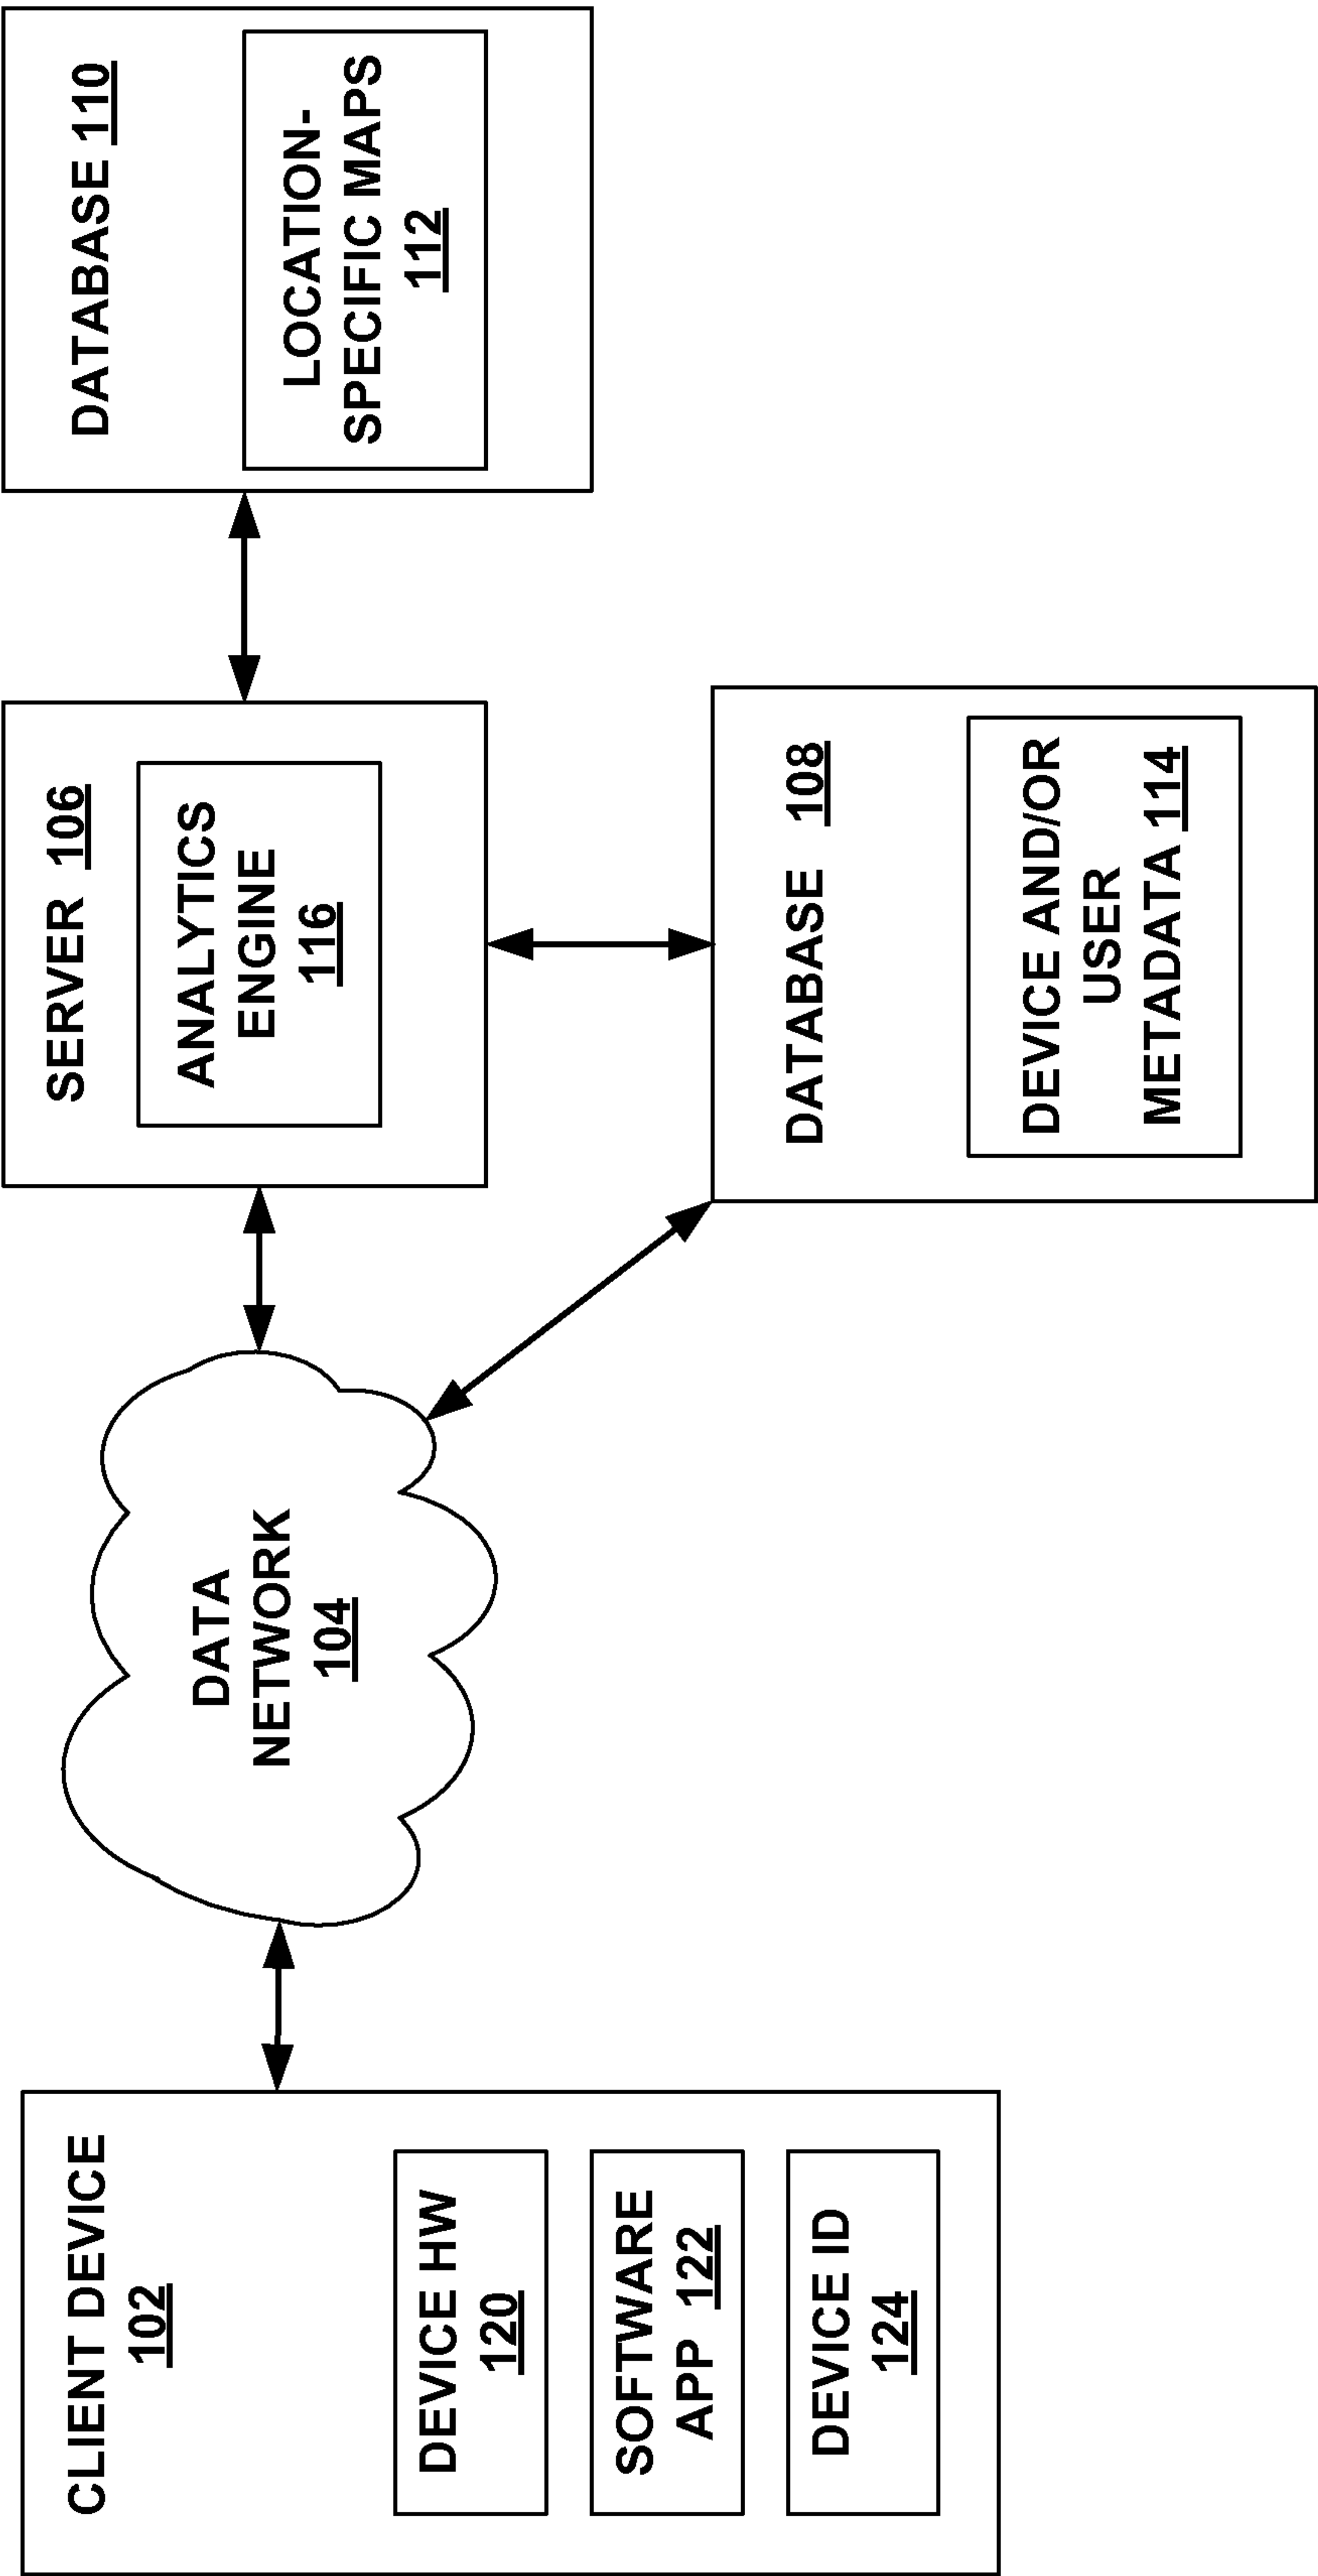 CLIENT DEVICE
102
DEVICE HW
120
SOFTWARE
APP 122
DEVICE ID
124
DATA
NETWORK
104
SERVER 106
ANALYTICS
ENGINE
116
DATABASE 108
DEVICE AND/OR
USER
METADATA 114
DATABASE 110
LOCATION-
SPECIFIC MAPS
112